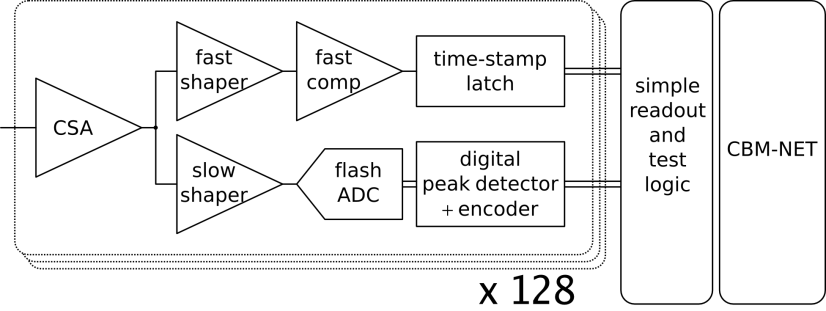 CSA
fast
shaper
fast
comp
time-stamp
latch
slow
shaper
flash
ADC
digital
peak detector
+ encoder
simple
readout
and
test
logic
CBM-NET
x 128